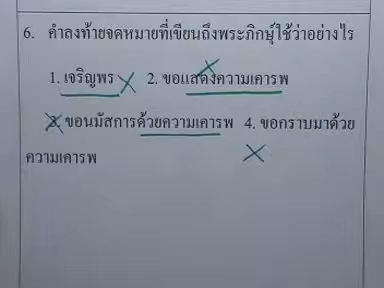 6. คำลงท้ายจดหมายที่เขียนถึงพระภิกษุใช้ว่าอย่างไร
1. เจริญพร 2. ขอแสดงความเคารพ
3. ขอนมัสการด้วยความเคารพ 4. ขอกราบมาด้วย
ความเคารพ